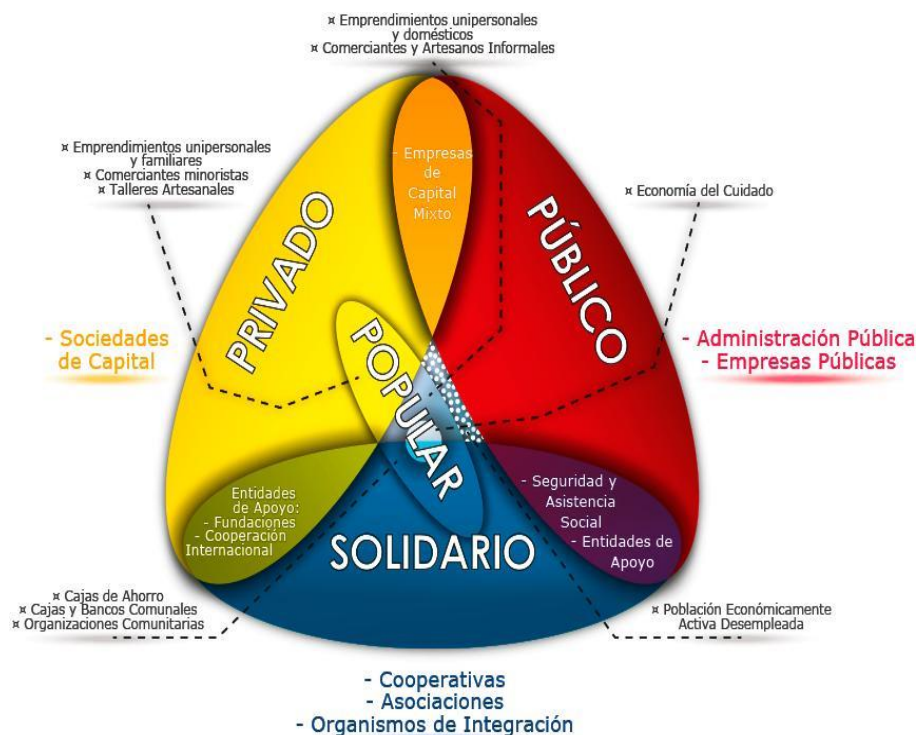 ¤ Emprendimientos unipersonales
y domésticos
¤ Comerciantes y Artesanos Informales
¤ Emprendimientos unipersonales
y familiares
¤ Comerciantes minoristas
¤ Talleres Artesanales
- Empresas
de
Capital
Mixto
¤ Economía del Cuidado
PRIVADO
PÚBLICO
POPULAR
- Sociedades
de Capital
- Administración Pública
- Empresas Públicas
Entidades
de Apoyo:
- Fundaciones
- Cooperación
Internacional
- Seguridad y
Asistencia
Social
- Entidades de
Apoyo
SOLIDARIO
¤ Cajas de Ahorro
¤ Cajas y Bancos Comunales
¤ Organizaciones Comunitarias
¤ Población Económicamente
Activa Desempleada
- Cooperativas
- Asociaciones
- Organismos de Integración